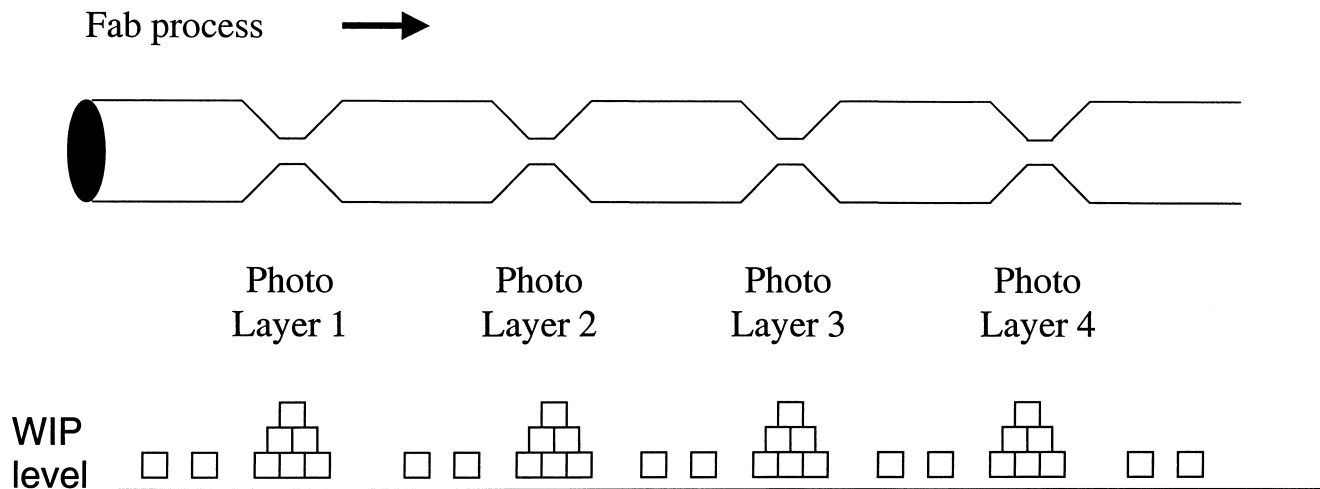 Fab process
Photo
Layer 1
Photo
Layer 2
Photo
Layer 3
Photo
Layer 4
WIP
level